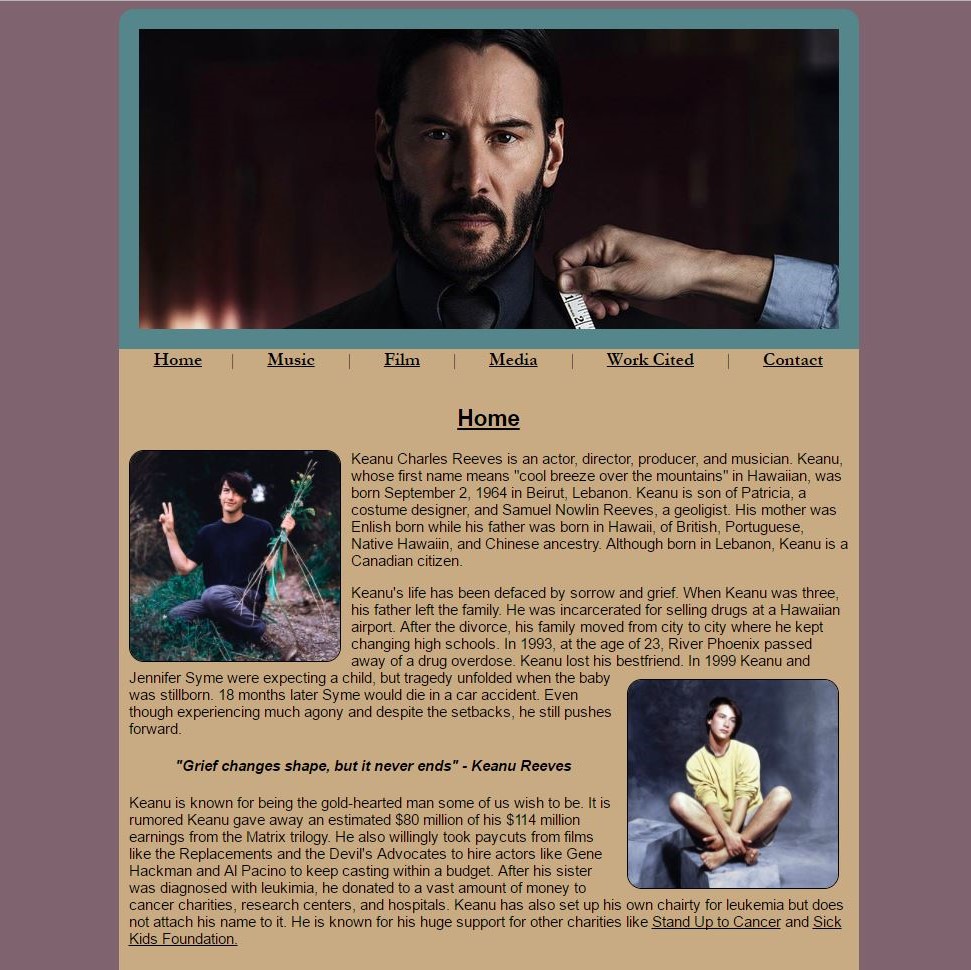 1 2
Home | Music | Film | Media | Work Cited | Contact
Home
Keanu Charles Reeves is an actor, director, producer, and musician. Keanu,
whose first name means "cool breeze over the mountains" in Hawaiian, was
born September 2, 1964 in Beirut, Lebanon. Keanu is son of Patricia, a
costume designer, and Samuel Nowlin Reeves, a geoligist. His mother was
Enlish born while his father was born in Hawaii, of British, Portuguese,
Native Hawaiin, and Chinese ancestry. Although born in Lebanon, Keanu is a
Canadian citizen.
Keanu's life has been defaced by sorrow and grief. When Keanu was three,
his father left the family. He was incarcerated for selling drugs at a Hawaiian
airport. After the divorce, his family moved from city to city where he kept
changing high schools. In 1993, at the age of 23, River Phoenix passed
away of a drug overdose. Keanu lost his bestfriend. In 1999 Keanu and
Jennifer Syme were expecting a child, but tragedy unfolded when the baby
was stillborn. 18 months later Syme would die in a car accident. Even
though experiencing much agony and despite the setbacks, he still pushes
forward.
"Grief changes shape, but it never ends" - Keanu Reeves
Keanu is known for being the gold-hearted man some of us wish to be. It is
rumored Keanu gave away an estimated $80 million of his $114 million
earnings from the Matrix trilogy. He also willingly took paycuts from films
like the Replacements and the Devil's Advocates to hire actors like Gene
Hackman and Al Pacino to keep casting within a budget. After his sister
was diagnosed with leukimia, he donated to a vast amount of money to
cancer charities, research centers, and hospitals. Keanu has also set up his own chairty for leukemia but does
not attach his name to it. He is known for his huge support for other charities like Stand Up to Cancer and Sick
Kids Foundation.